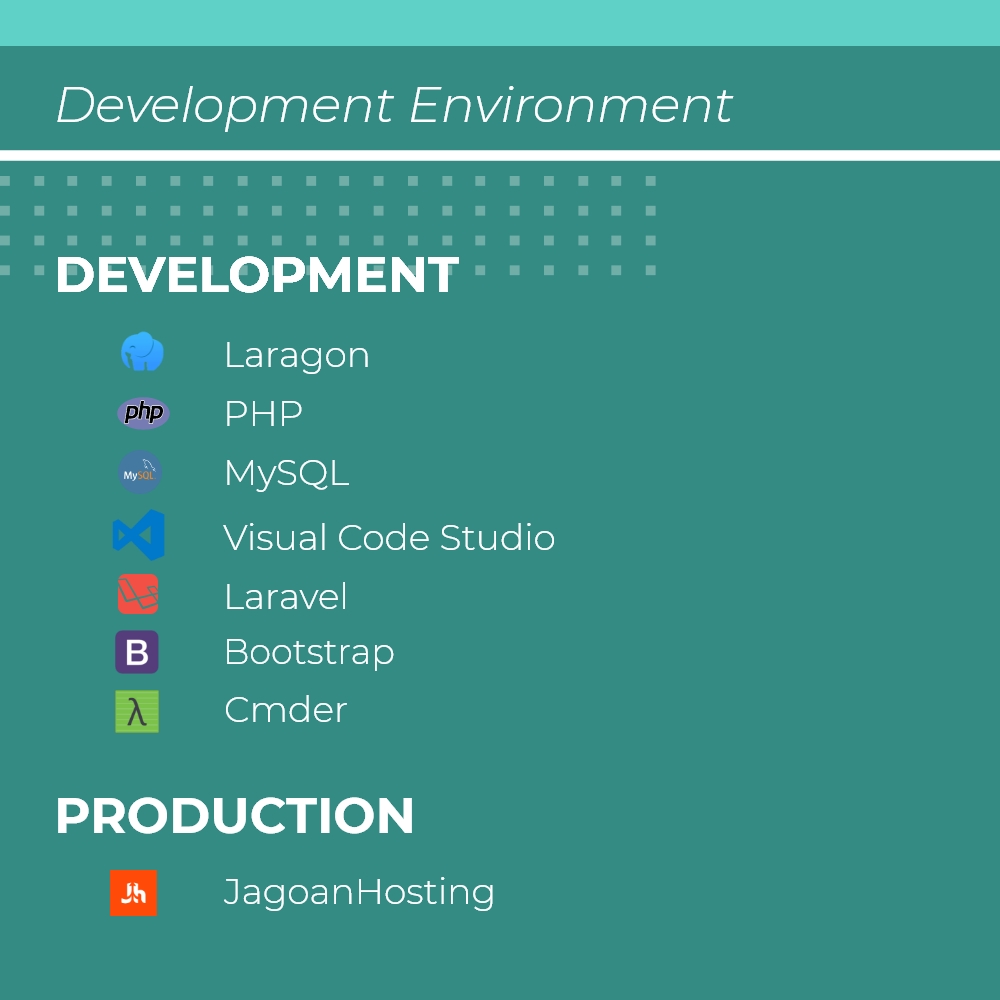 Development Environment
DEVELOPMENT
Laragon
php PHP
MySQL MySQL
Visual Code Studio
Laravel
B Bootstrap
λ Cmder
PRODUCTION
Jh JagoanHosting